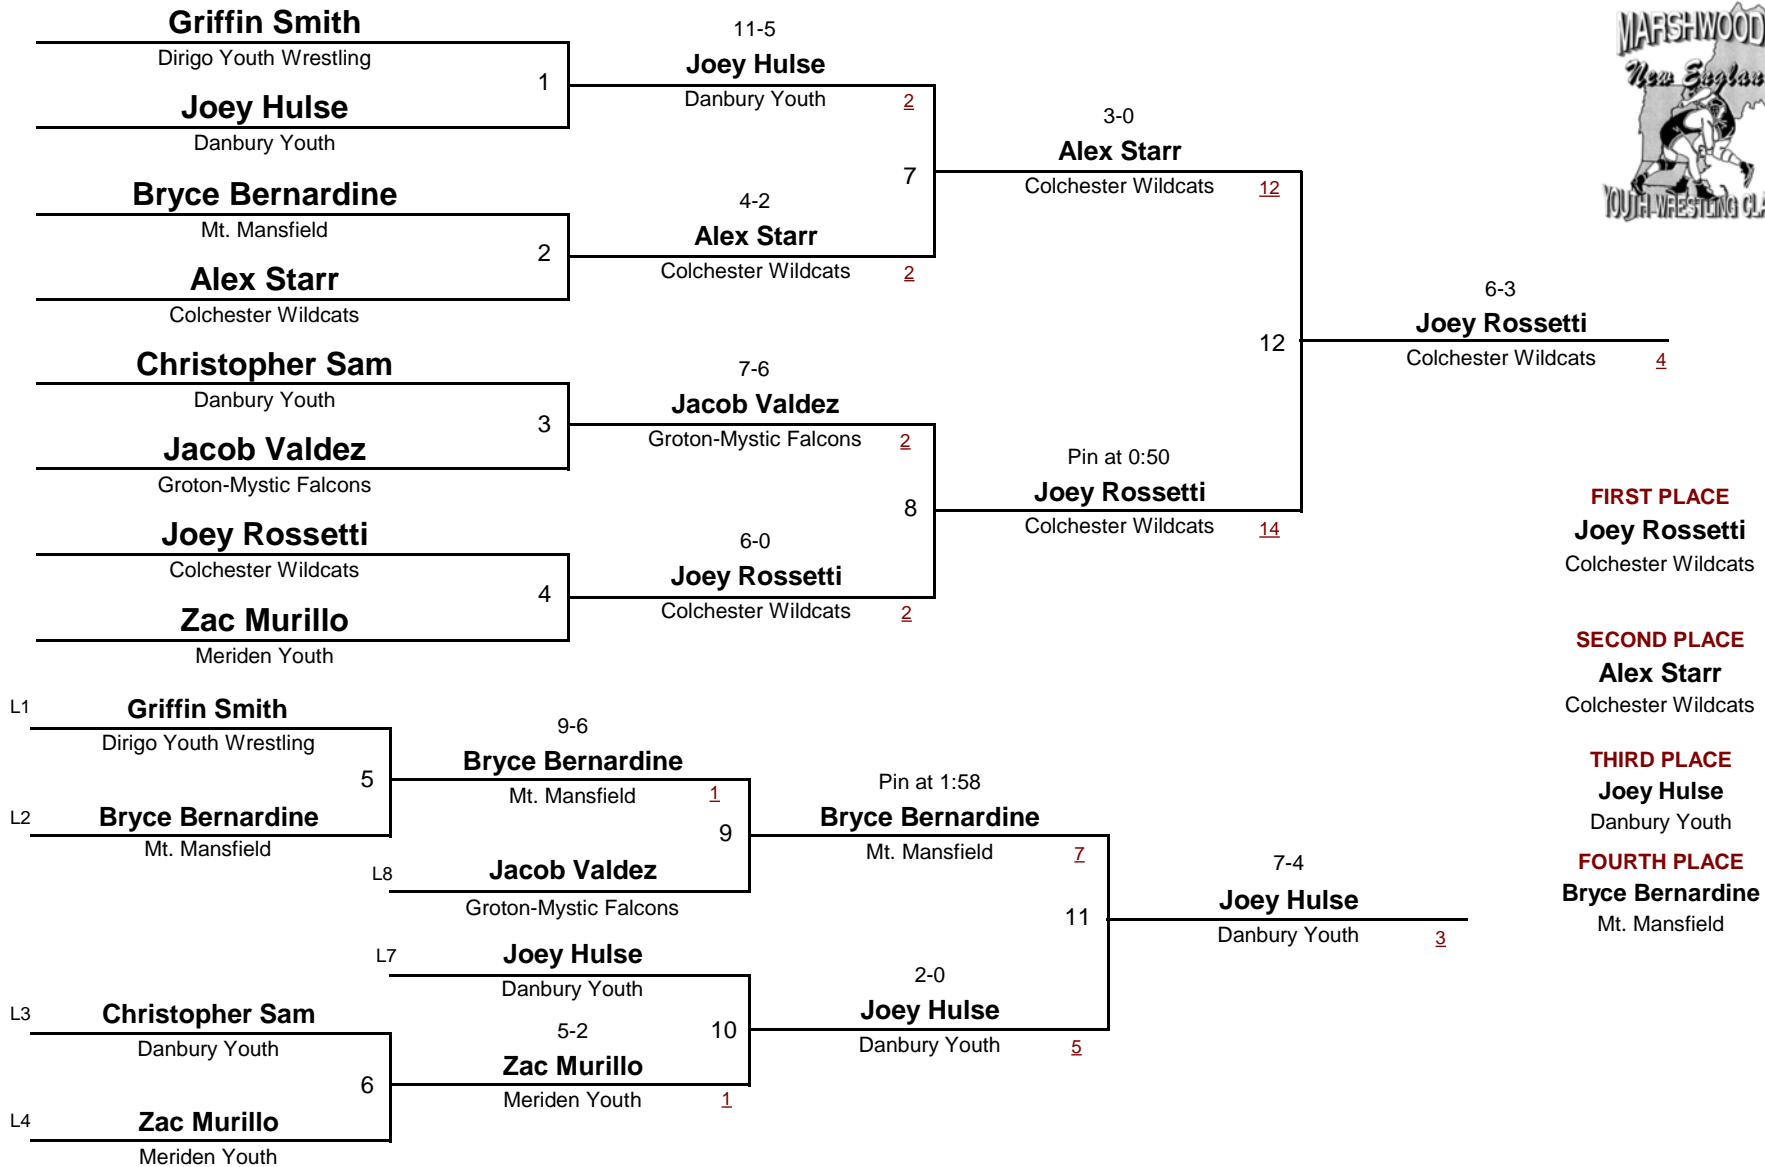 Griffin Smith
Dirigo Youth Wrestling
1
Joey Hulse
Danbury Youth
Bryce Bernardine
Mt. Mansfield
2
Alex Starr
Colchester Wildcats
Christopher Sam
Danbury Youth
3
Jacob Valdez
Groton-Mystic Falcons
Joey Rossetti
Colchester Wildcats
4
Zac Murillo
Meriden Youth
11-5
Joey Hulse
Danbury Youth 2
7
4-2
Alex Starr
Colchester Wildcats 2
7-6
Jacob Valdez
Groton-Mystic Falcons 2
8
6-0
Joey Rossetti
Colchester Wildcats 2
3-0
Alex Starr
Colchester Wildcats 12
12
Pin at 0:50
Joey Rossetti
Colchester Wildcats 14
6-3
Joey Rossetti
Colchester Wildcats 4
MARSHWOOD
New England
YOUTH WRESTLING CLA
FIRST PLACE
Joey Rossetti
Colchester Wildcats
SECOND PLACE
Alex Starr
Colchester Wildcats
THIRD PLACE
Joey Hulse
Danbury Youth
FOURTH PLACE
Bryce Bernardine
Mt. Mansfield
L1 Griffin Smith
Dirigo Youth Wrestling
5
L2 Bryce Bernardine
Mt. Mansfield
9-6
Bryce Bernardine
Mt. Mansfield 1
9
L8 Jacob Valdez
Groton-Mystic Falcons
L7 Joey Hulse
Danbury Youth
10
L3 Christopher Sam
Danbury Youth
6
L4 Zac Murillo
Meriden Youth
5-2
Zac Murillo
Meriden Youth 1
Pin at 1:58
Bryce Bernardine
Mt. Mansfield 7
11
2-0
Joey Hulse
Danbury Youth 5
7-4
Joey Hulse
Danbury Youth 3